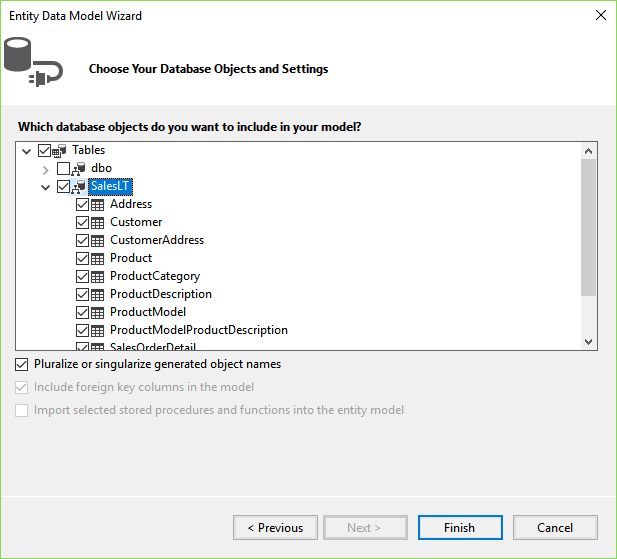 Entity Data Model Wizard
Choose Your Database Objects and Settings
Which database objects do you want to include in your model?
Tables
dbo
SalesLT
Address
Customer
CustomerAddress
Product
ProductCategory
ProductDescription
ProductModel
ProductModelProductDescription
SalesOrderDetail
Pluralize or singularize generated object names
Include foreign key columns in the model
Import selected stored procedures and functions into the entity model
< Previous Next > Finish Cancel